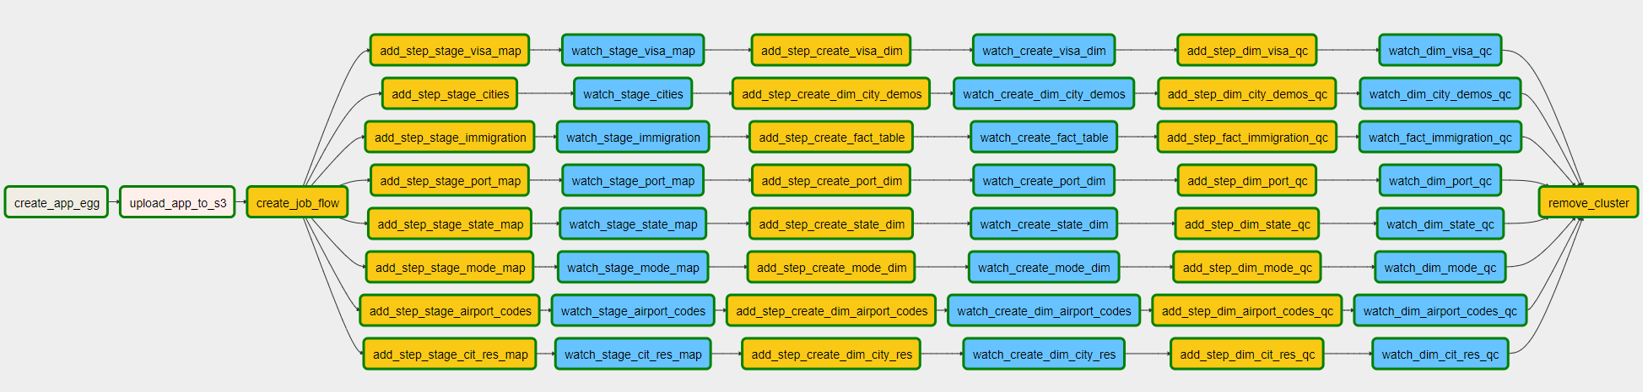 add_step_stage_visa_map watch_stage_visa_map add_step_create_visa_dim watch_create_visa_dim add_step_dim_visa_qc watch_dim_visa_qc
add_step_stage_cities watch_stage_cities add_step_create_dim_city_demos watch_create_dim_city_demos add_step_dim_city_demos_qc watch_dim_city_demos_qc
add_step_stage_immigration watch_stage_immigration add_step_create_fact_table watch_create_fact_table add_step_fact_immigration_qc watch_fact_immigration_qc
add_step_stage_port_map watch_stage_port_map add_step_create_port_dim watch_create_port_dim add_step_dim_port_qc watch_dim_port_qc
create_app_egg upload_app_to_s3 create_job_flow remove_cluster
add_step_stage_state_map watch_stage_state_map add_step_create_state_dim watch_create_state_dim add_step_dim_state_qc watch_dim_state_qc
add_step_stage_mode_map watch_stage_mode_map add_step_create_mode_dim watch_create_mode_dim add_step_dim_mode_qc watch_dim_mode_qc
add_step_stage_airport_codes watch_stage_airport_codes add_step_create_dim_airport_codes watch_create_dim_airport_codes add_step_dim_airport_codes_qc watch_dim_airport_codes_qc
add_step_stage_cit_res_map watch_stage_cit_res_map add_step_create_dim_city_res watch_create_dim_city_res add_step_dim_cit_res_qc watch_dim_cit_res_qc